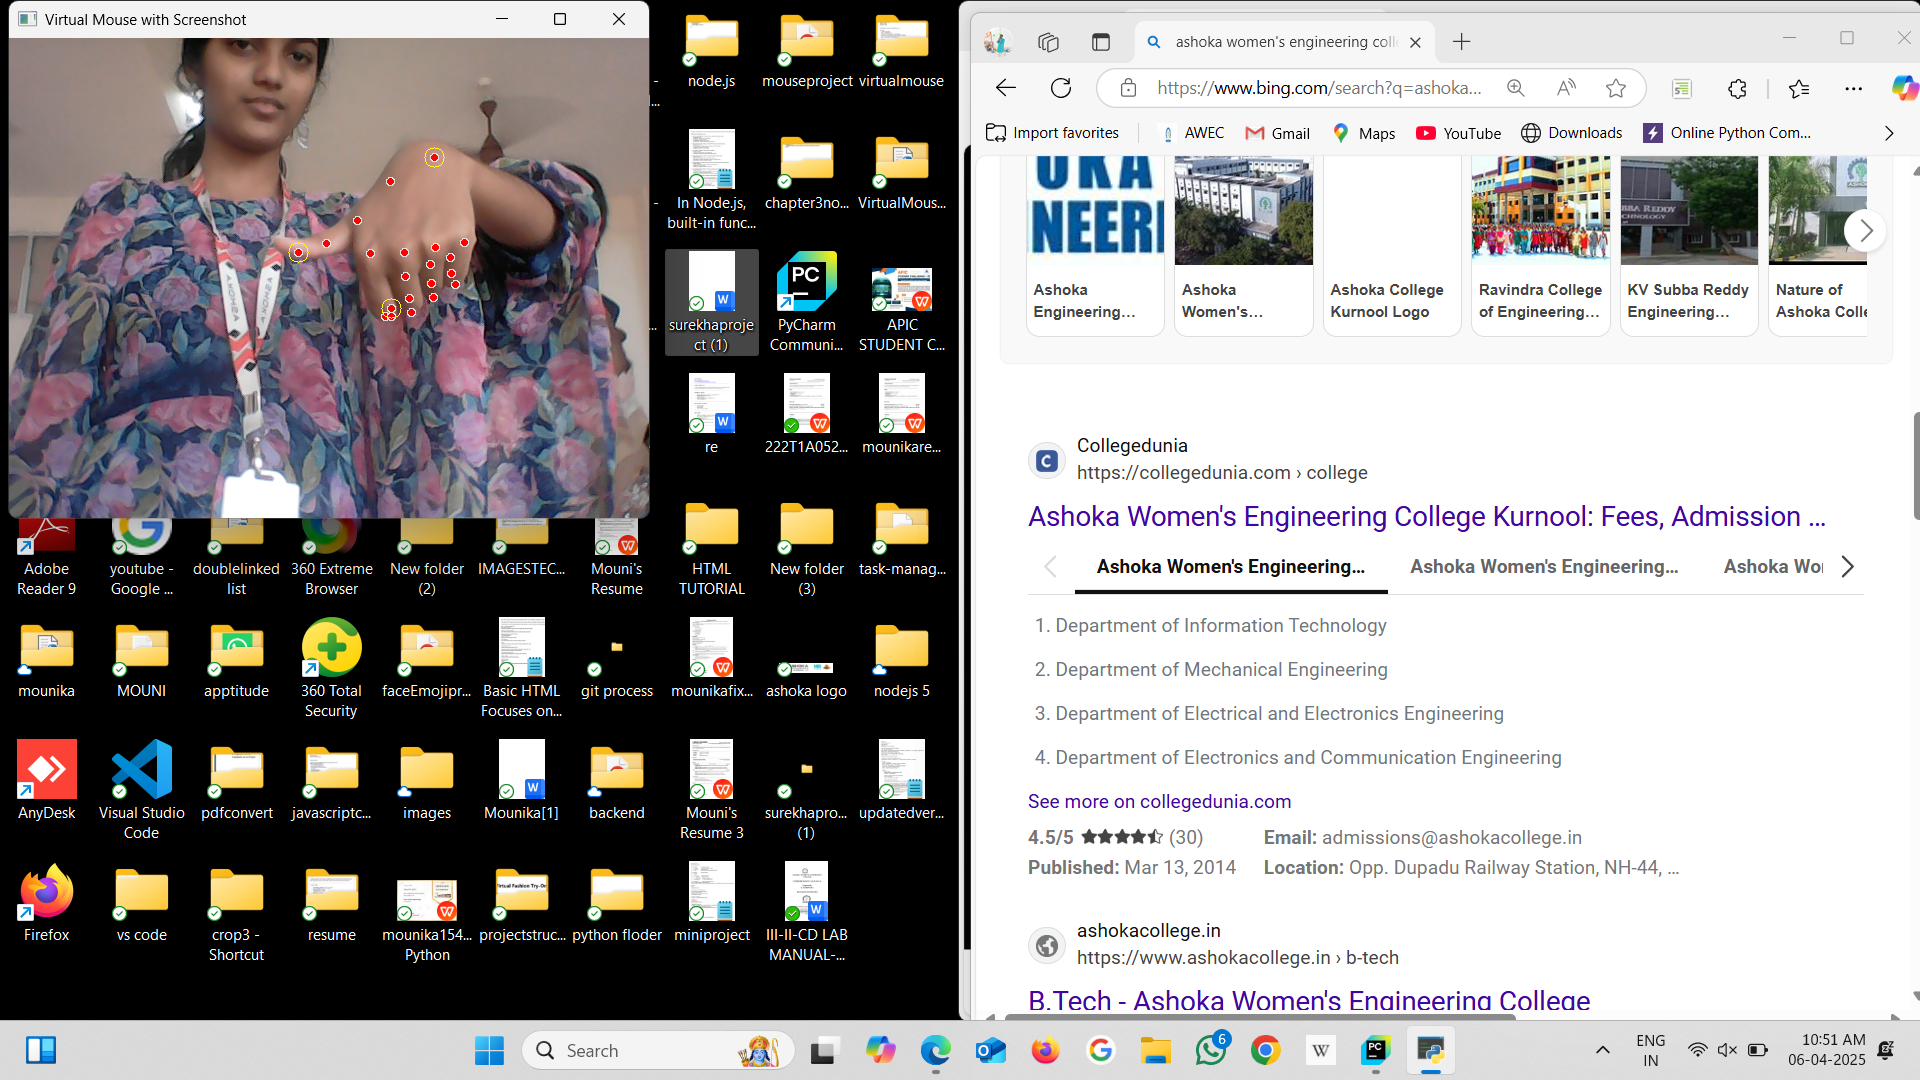 Virtual Mouse with Screenshot
node.js
mouseproject
virtualmouse
In Node.js,
built-in func...
chapter3no...
VirtualMous...
surekhaproje
ct (1)
PyCharm
Communi...
APIC
STUDENT C...
re
222T1A052...
mounikare...
Adobe
Reader 9
youtube -
Google ...
doublelinked
list
360 Extreme
Browser
New folder
(2)
IMAGESTEC...
Mouni's
Resume
HTML
TUTORIAL
New folder
(3)
task-manag...
mounika
MOUNI
apptitude
360 Total
Security
faceEmojipr...
Basic HTML
Focuses on...
git process
mounikafix...
ashoka logo
nodejs 5
AnyDesk
Visual Studio
Code
pdfconvert
javascriptc...
images
Mounika[1]
backend
Mouni's
Resume 3
surekhapro...
(1)
updatedver...
Firefox
vs code
crop3 -
Shortcut
resume
mounika154...
Python
projectstruc...
python floder
miniproject
III-II-CD LAB
MANUAL-...
ashoka women's engineering coll
https://www.bing.com/search?q=ashoka...
Import favorites
AWEC
Gmail
Maps
YouTube
Downloads
Online Python Com...
UKA
NEERI
KV SUBBA REDDY
Ashoka
Engineering...
Ashoka
Women's...
Ashoka College
Kurnool Logo
Ravindra College
of Engineering...
KV Subba Reddy
Engineering...
Nature of
Ashoka Colle
Collegedunia
https://collegedunia.com › college
Ashoka Women's Engineering College Kurnool: Fees, Admission ...
Ashoka Women's Engineering...
Ashoka Women's Engineering...
Ashoka Wo
1. Department of Information Technology
2. Department of Mechanical Engineering
3. Department of Electrical and Electronics Engineering
4. Department of Electronics and Communication Engineering
See more on collegedunia.com
4.5/5 (30)
Email: admissions@ashokacollege.in
Published: Mar 13, 2014
Location: Opp. Dupadu Railway Station, NH-44, ...
ashokacollege.in
https://www.ashokacollege.in › b-tech
B.Tech - Ashoka Women's Engineering College
Search
6
ENG
IN
10:51 AM
06-04-2025